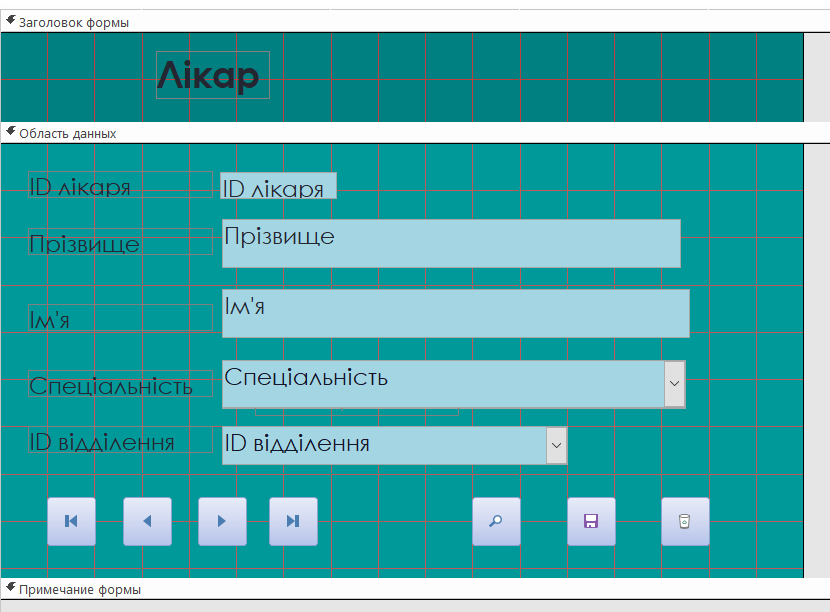 Заголовок формы
Лікар
Область данных
ID лікаря ID лікаря
Прізвище Прізвище
Ім'я Ім'я
Спеціальність Спеціальність
ID відділення ID відділення
Примечание формы